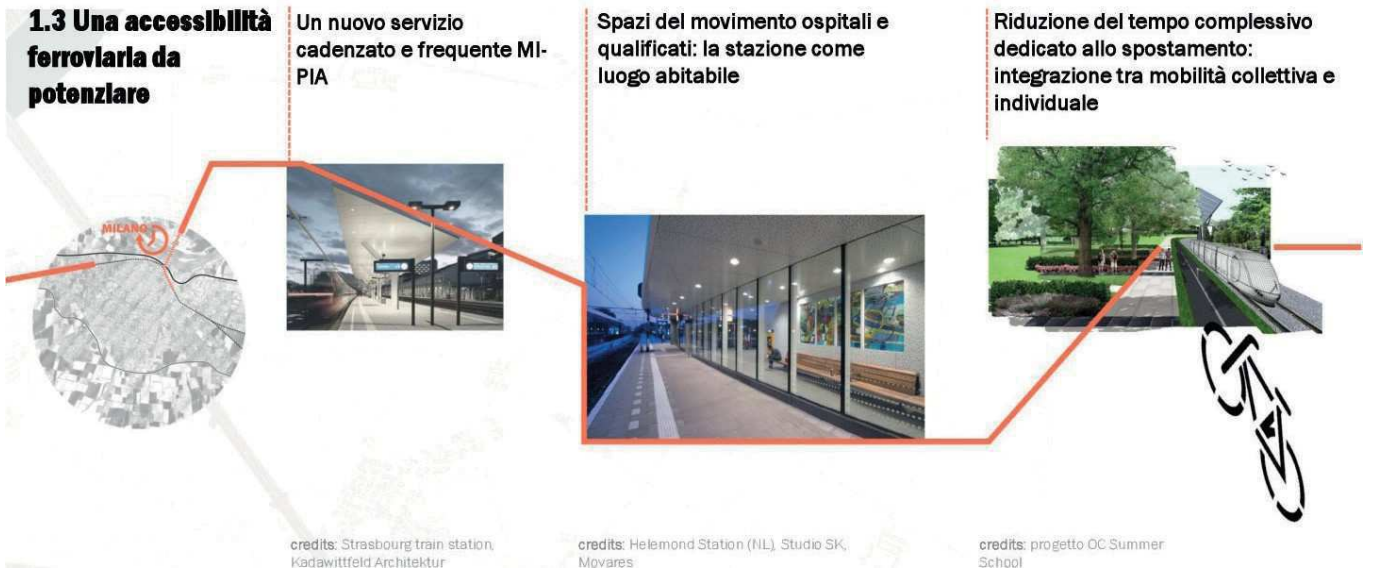 1.3 Una accessibilità
ferroviaria da
potenziare
Un nuovo servizio
cadenzato e frequente MI-
PIA
Spazi del movimento ospitali e
qualificati: la stazione come
luogo abitabile
Riduzione del tempo complessivo
dedicato allo spostamento:
integrazione tra mobilità collettiva e
individuale
MILANO
credits: Strasbourg train station,
Kadawittfeld Architektur
credits: Helemond Station (NL), Studio SK,
Movares
credits: progetto OC Summer
School